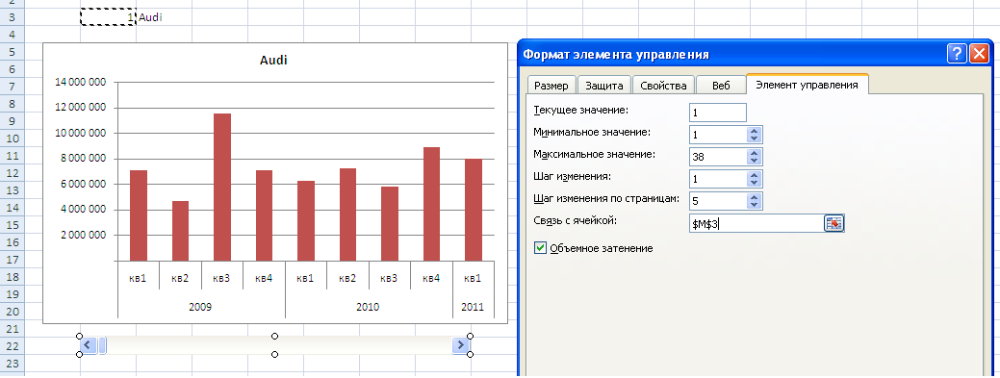 2
3 1 Audi
4
5
6
7
8
9
10
11
12
13
14
15
16
17
18
19
20
21
22
23
Audi
14 000 000
12 000 000
10 000 000
8 000 000
6 000 000
4 000 000
2 000 000
кв1 кв2 кв3 кв4 кв1 кв2 кв3 кв4 кв1
2009 2010 2011
Формат элемента управления
Размер Защита Свойства Веб Элемент управления
Текущее значение: 1
Минимальное значение: 1
Максимальное значение: 38
Шаг изменения: 1
Шаг изменения по страницам: 5
Связь с ячейкой: $M$3
Объемное затенение